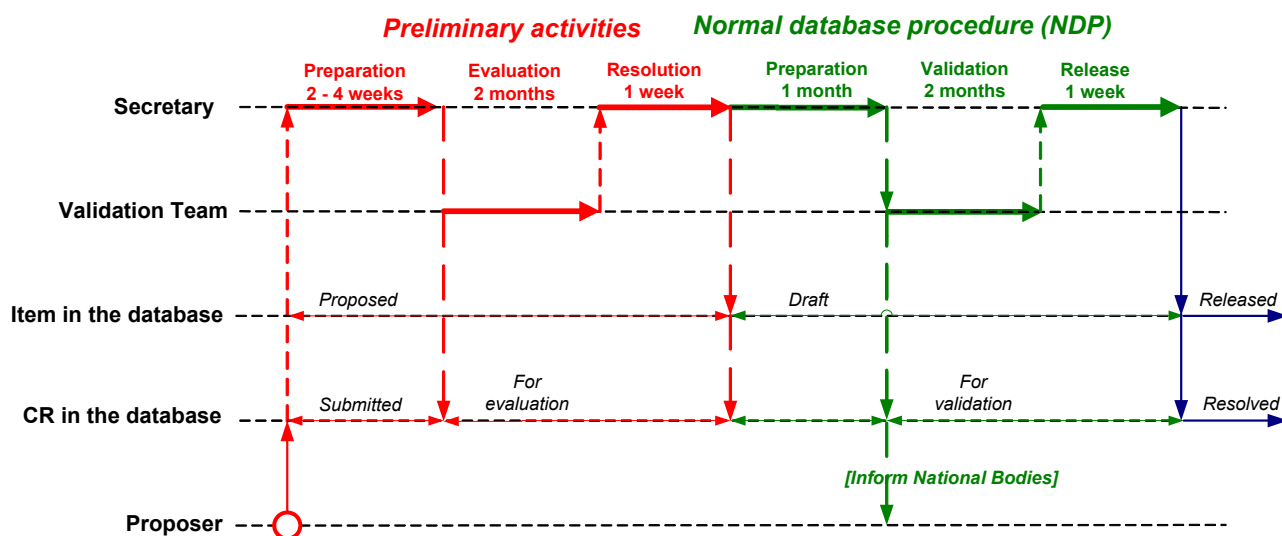 Preliminary activities
Normal database procedure (NDP)
Preparation
2 - 4 weeks
Evaluation
2 months
Resolution
1 week
Preparation
1 month
Validation
2 months
Release
1 week
Secretary
Validation Team
Item in the database
Proposed
Draft
Released
CR in the database
Submitted
For
evaluation
For
validation
Resolved
[Inform National Bodies]
Proposer